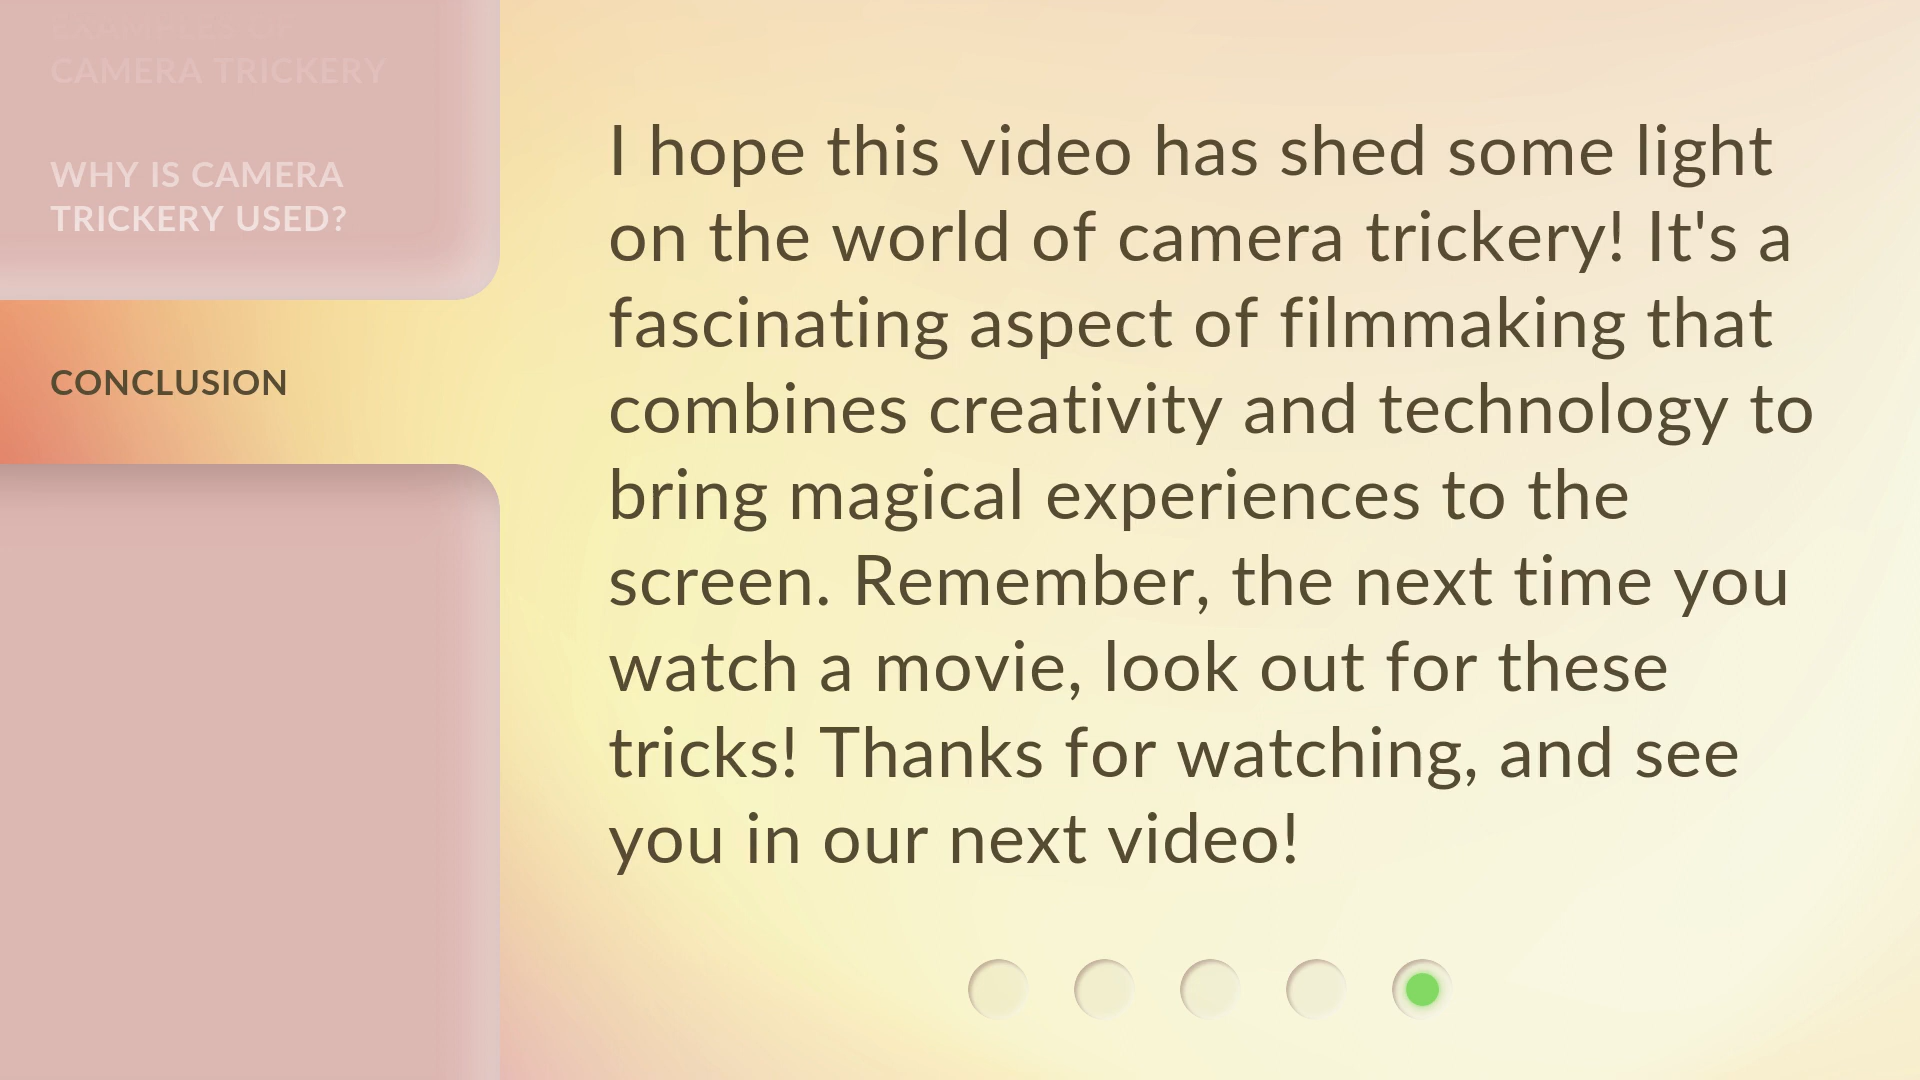 CAMERA TRICKERY
WHY IS CAMERA
TRICKERY USED?
CONCLUSION
I hope this video has shed some light
on the world of camera trickery! It's a
fascinating aspect of filmmaking that
combines creativity and technology to
bring magical experiences to the
screen. Remember, the next time you
watch a movie, look out for these
tricks! Thanks for watching, and see
you in our next video!